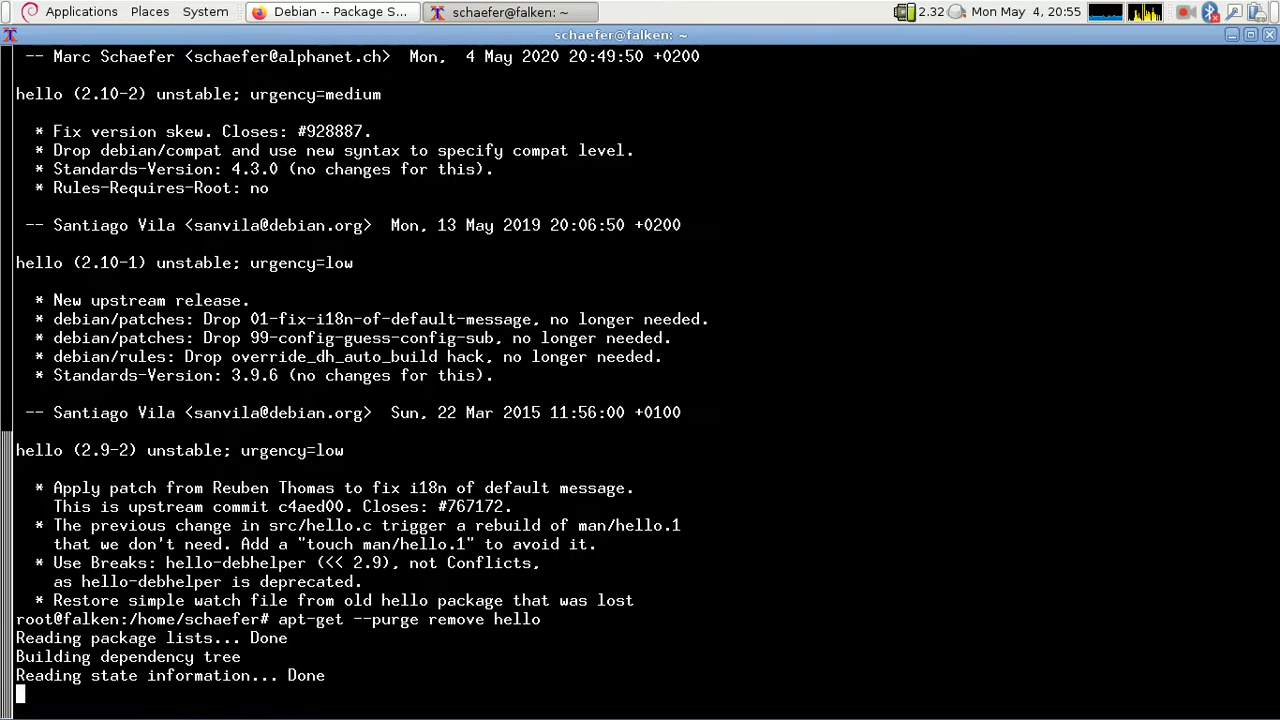 Applications Places System Debian -- Package S... schaefer@falken: ~ 2.32 Mon May 4, 20:55
schaefer@falken: ~
-- Marc Schaefer <schaefer@alphanet.ch>  Mon,  4 May 2020 20:49:50 +0200
hello (2.10-2) unstable; urgency=medium
* Fix version skew. Closes: #928887.
* Drop debian/compat and use new syntax to specify compat level.
* Standards-Version: 4.3.0 (no changes for this).
* Rules-Requires-Root: no
-- Santiago Vila <sanvila@debian.org>  Mon, 13 May 2019 20:06:50 +0200
hello (2.10-1) unstable; urgency=low
* New upstream release.
* debian/patches: Drop 01-fix-i18n-of-default-message, no longer needed.
* debian/patches: Drop 99-config-guess-config-sub, no longer needed.
* debian/rules: Drop override_dh_auto_build hack, no longer needed.
* Standards-Version: 3.9.6 (no changes for this).
-- Santiago Vila <sanvila@debian.org>  Sun, 22 Mar 2015 11:56:00 +0100
hello (2.9-2) unstable; urgency=low
* Apply patch from Reuben Thomas to fix i18n of default message.
This is upstream commit c4aed00. Closes: #767172.
* The previous change in src/hello.c trigger a rebuild of man/hello.1
that we don't need. Add a "touch man/hello.1" to avoid it.
* Use Breaks: hello-debhelper (<< 2.9), not Conflicts,
as hello-debhelper is deprecated.
* Restore simple watch file from old hello package that was lost
root@falken:/home/schaefer# apt-get --purge remove hello
Reading package lists... Done
Building dependency tree
Reading state information... Done